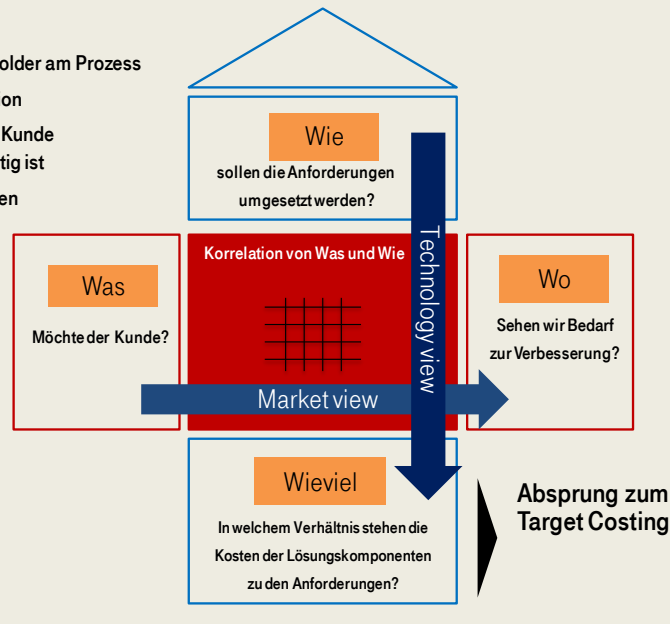 older am Prozess
ion
Kunde
tig ist
en
Wie
sollen die Anforderungen
umgesetzt werden?
Technology view
Korrelation von Was und Wie
Was
Möchte der Kunde?
Wo
Sehen wir Bedarf
zur Verbesserung?
Market view
Wieviel
In welchem Verhältnis stehen die
Kosten der Lösungskomponenten
zu den Anforderungen?
Absprung zum
Target Costing